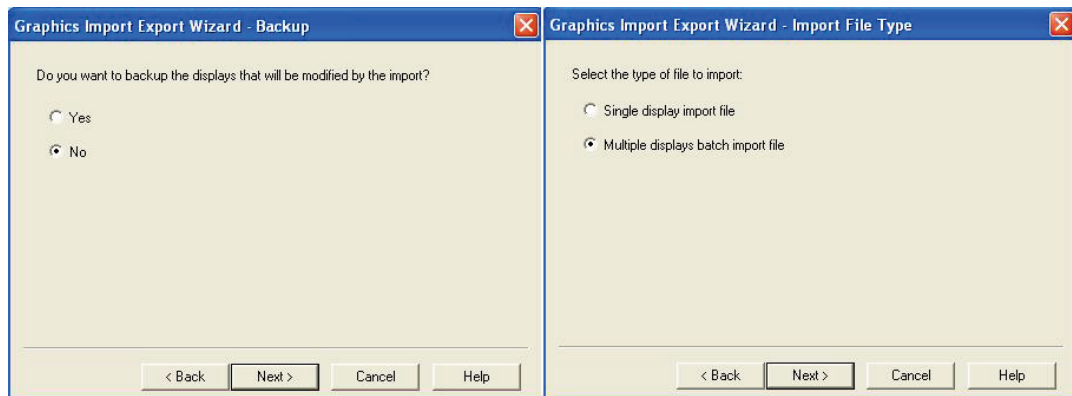 Graphics Import Export Wizard - Backup
Do you want to backup the displays that will be modified by the import?
Yes
No
< Back Next > Cancel Help
Graphics Import Export Wizard - Import File Type
Select the type of file to import:
Single display import file
Multiple displays batch import file
< Back Next > Cancel Help